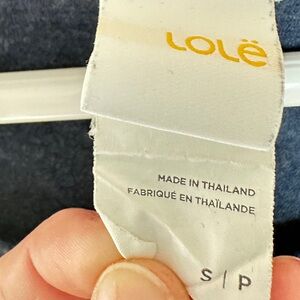 Lolë
MADE IN THAILAND
FABRIQUÉ EN THAÏLANDE
S | P